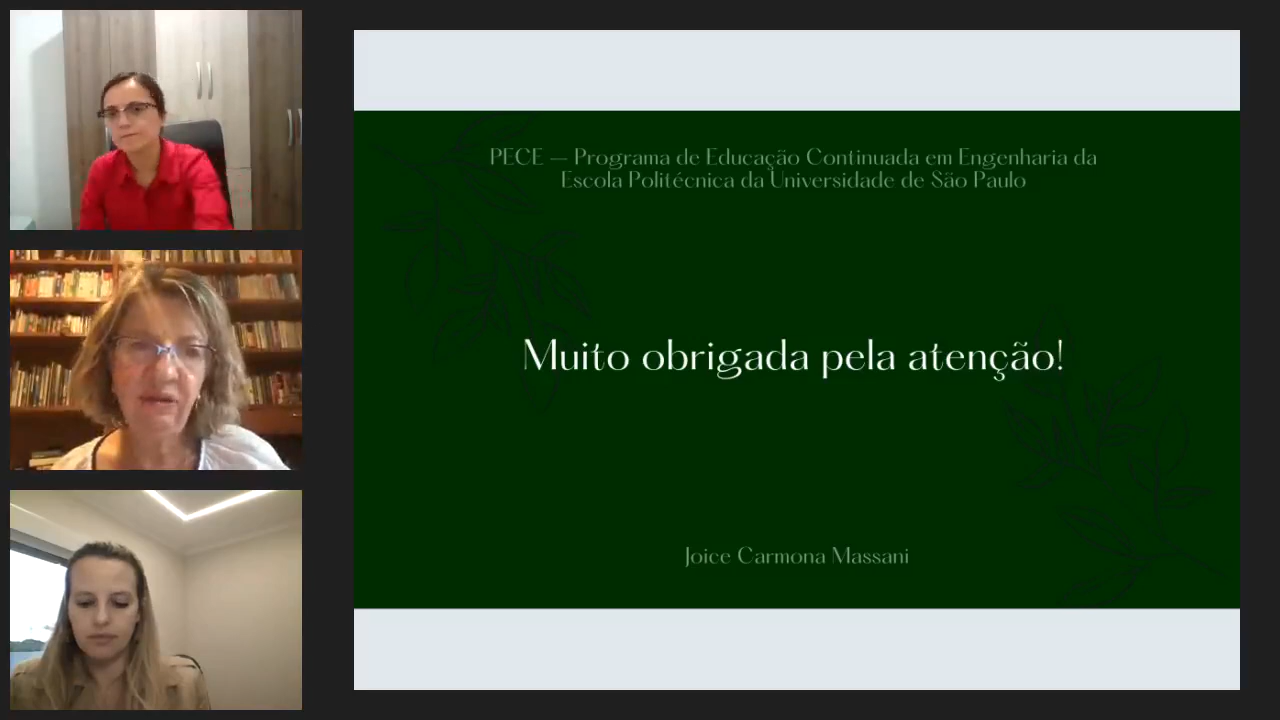 PECE — Programa de Educação Continuada em Engenharia da
Escola Politécnica da Universidade de São Paulo
Muito obrigada pela atenção!
Joice Carmona Massani